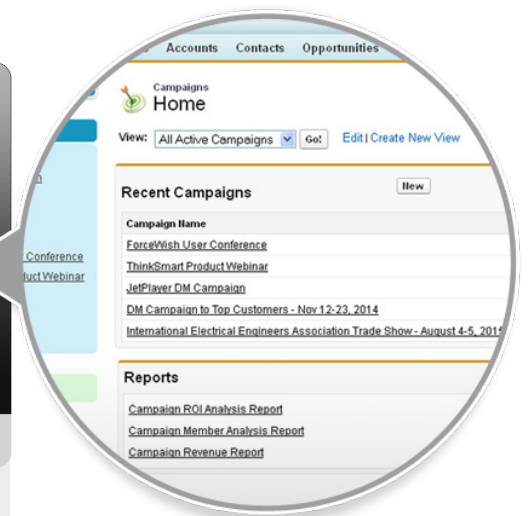 Accounts Contacts Opportunities
Campaigns
Home
View: All Active Campaigns Go! Edit | Create New View
Recent Campaigns New
Campaign Name
ForceWish User Conference
ThinkSmart Product Webinar
JetPlayer DM Campaign
DM Campaign to Top Customers - Nov 12-23, 2014
International Electrical Engineers Association Trade Show - August 4-5, 2015
Conference
uct Webinar
Reports
Campaign ROI Analysis Report
Campaign Member Analysis Report
Campaign Revenue Report